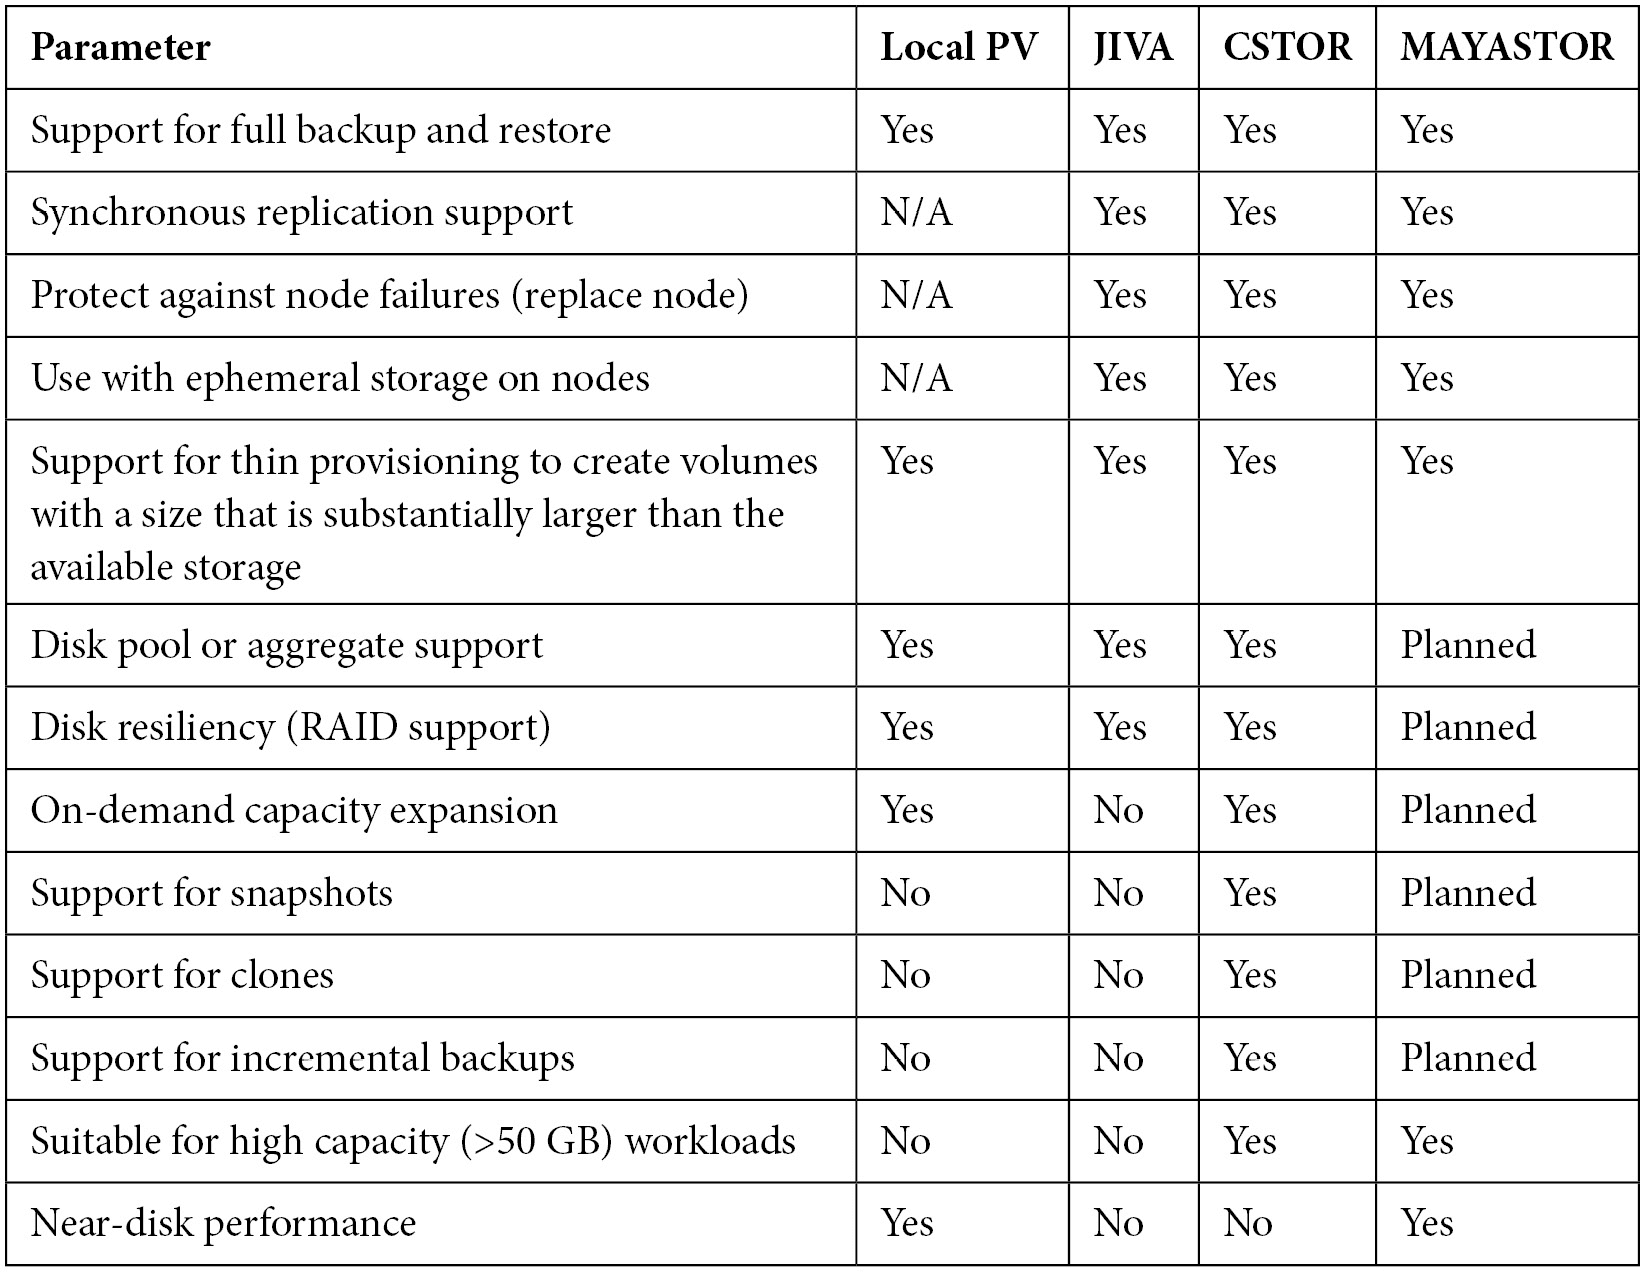 Parameter Local PV JIVA CSTOR MAYASTOR
Support for full backup and restore Yes Yes Yes Yes
Synchronous replication support N/A Yes Yes Yes
Protect against node failures (replace node) N/A Yes Yes Yes
Use with ephemeral storage on nodes N/A Yes Yes Yes
Support for thin provisioning to create volumes Yes Yes Yes Yes
with a size that is substantially larger than the
available storage
Disk pool or aggregate support Yes Yes Yes Planned
Disk resiliency (RAID support) Yes Yes Yes Planned
On-demand capacity expansion Yes No Yes Planned
Support for snapshots No No Yes Planned
Support for clones No No Yes Planned
Support for incremental backups No No Yes Planned
Suitable for high capacity (>50 GB) workloads No No Yes Yes
Near-disk performance Yes No No Yes